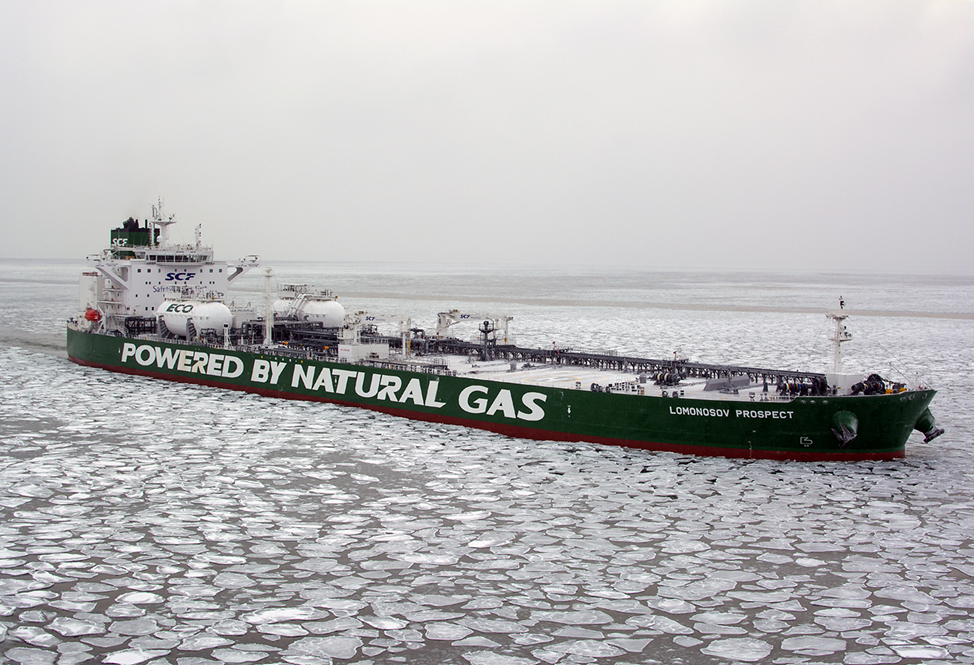 SCF
SCF
ECO
POWERED BY NATURAL GAS
LOMONOSOV PROSPECT